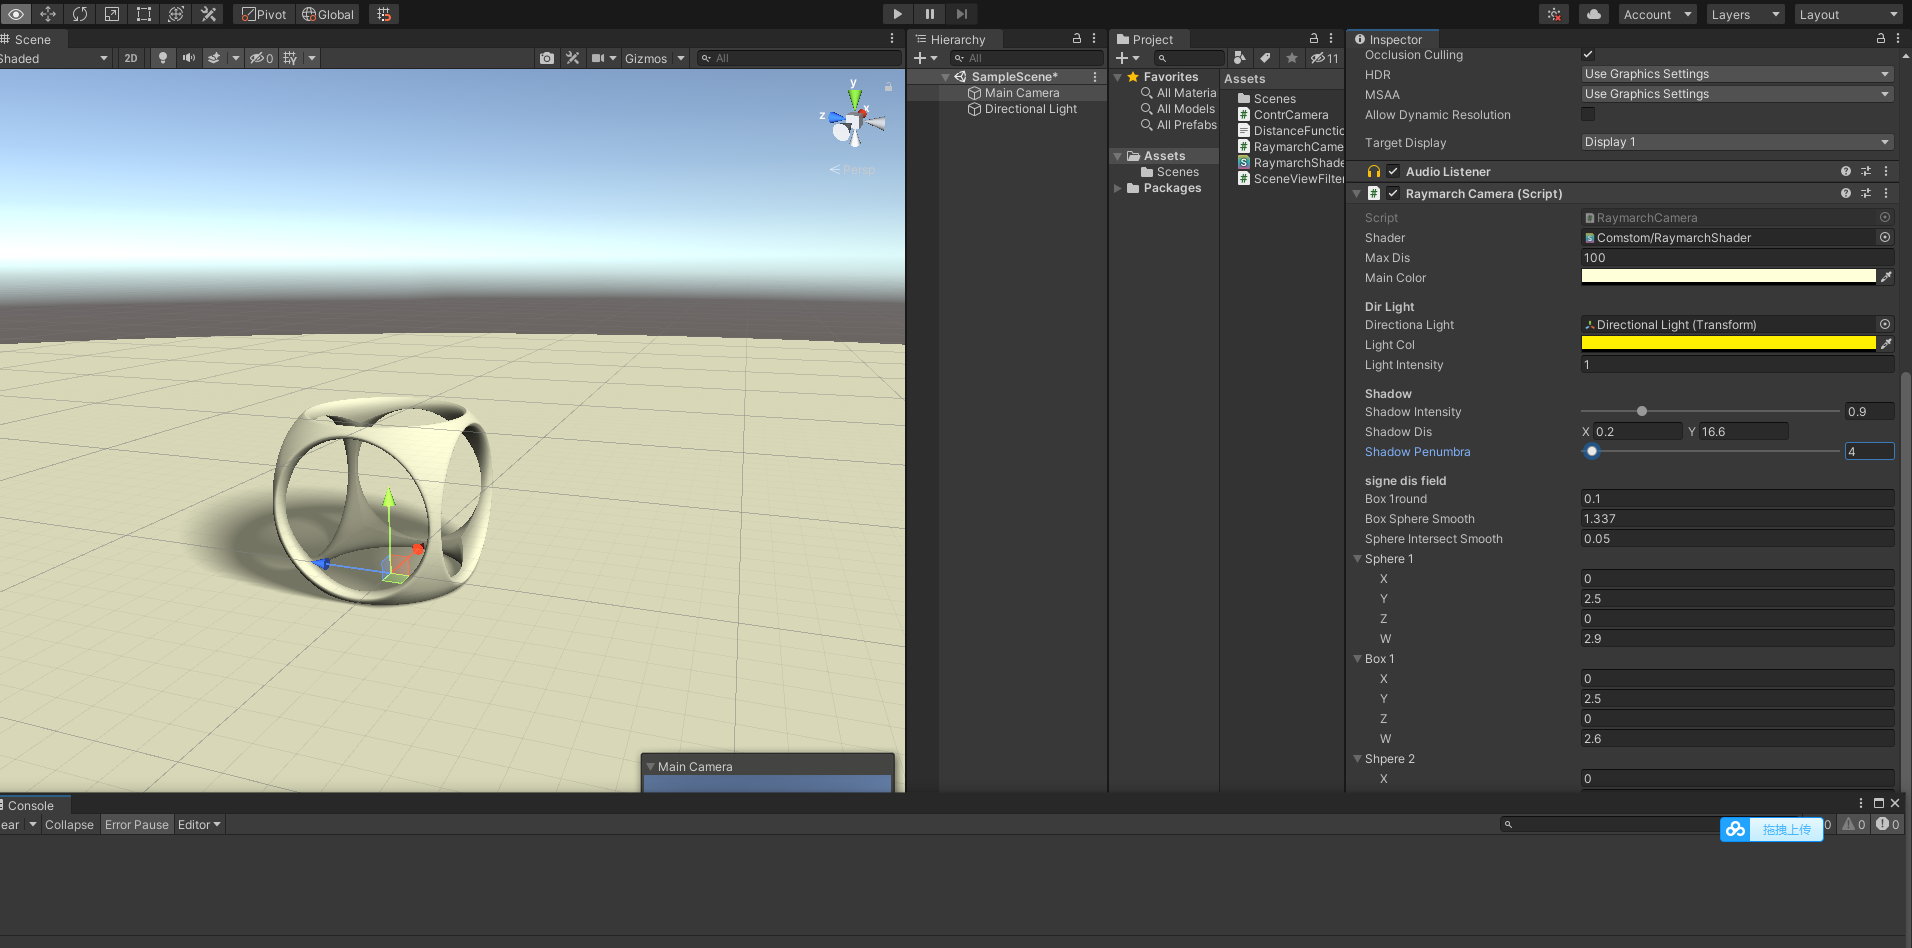 Pivot Global Account Layers Layout
Scene
Shaded 2D 0 Gizmos All
y
x
z
Persp
Main Camera
Hierarchy
All
SampleScene*
Main Camera
Directional Light
Project
11
Favorites
All Materia
All Models
All Prefabs
Assets
Scenes
Packages
Assets
Scenes
ContrCamera
DistanceFunctio
RaymarchCame
RaymarchShade
SceneViewFilter
Inspector
Occlusion Culling
HDR Use Graphics Settings
MSAA Use Graphics Settings
Allow Dynamic Resolution
Target Display Display 1
Audio Listener
# Raymarch Camera (Script)
Script RaymarchCamera
Shader Comstom/RaymarchShader
Max Dis 100
Main Color
Dir Light
Directiona Light Directional Light (Transform)
Light Col
Light Intensity 1
Shadow
Shadow Intensity 0.9
Shadow Dis X 0.2 Y 16.6
Shadow Penumbra 4
signe dis field
Box 1round 0.1
Box Sphere Smooth 1.337
Sphere Intersect Smooth 0.05
Sphere 1
X 0
Y 2.5
Z 0
W 2.9
Box 1
X 0
Y 2.5
Z 0
W 2.6
Shpere 2
X 0
Console
ear Collapse Error Pause Editor 0 0 0
拖拽上传